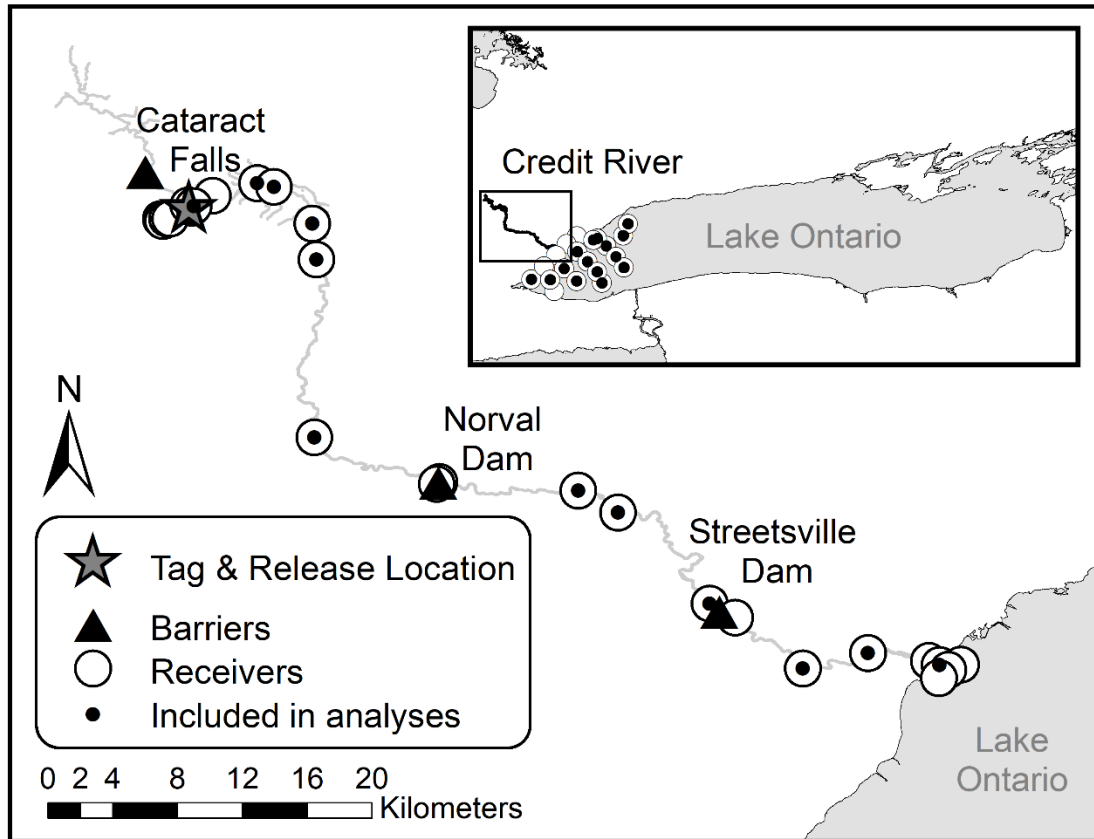 Cataract
Falls
Credit River
Lake Ontario
N
Norval
Dam
Streetsville
Dam
Tag & Release Location
Barriers
Receivers
Included in analyses
0 2 4 8 12 16 20
Kilometers
Lake
Ontario